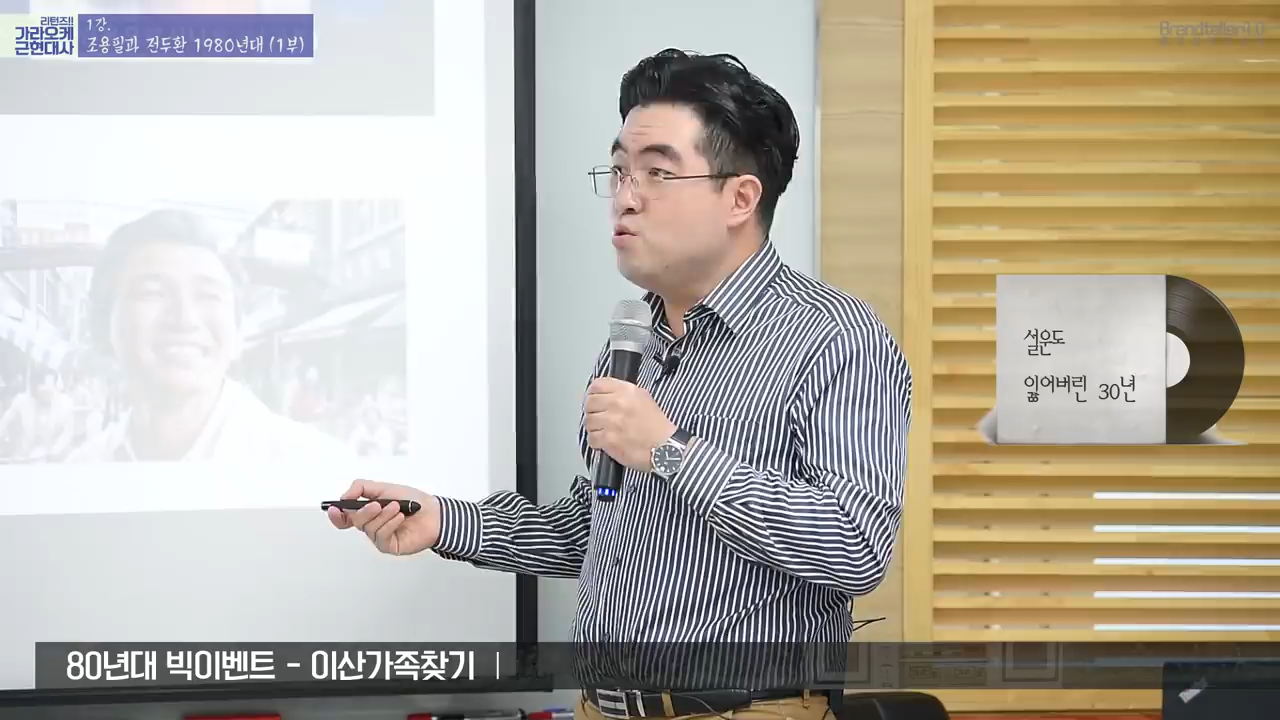 리턴즈!!
가라오케
근현대사
1강.
조용필과 전두환 1980년대 (1부)
설운도
잃어버린 30년
80년대 빅이벤트 - 이산가족찾기